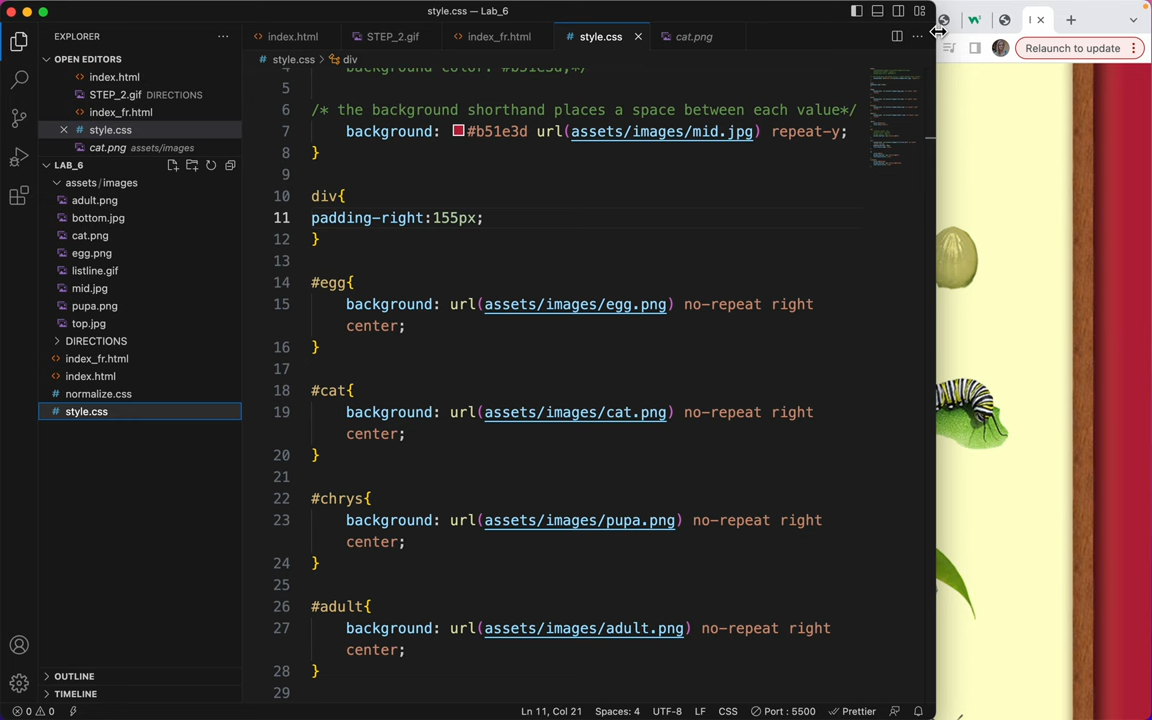 style.css — Lab_6
EXPLORER
index.html
STEP_2.gif
index_fr.html
style.css
cat.png
Relaunch to update
OPEN EDITORS
index.html
STEP_2.gif DIRECTIONS
index_fr.html
style.css
cat.png assets/images
LAB_6
assets/images
adult.png
bottom.jpg
cat.png
egg.png
listline.gif
mid.jpg
pupa.png
top.jpg
DIRECTIONS
index_fr.html
index.html
normalize.css
style.css
OUTLINE
TIMELINE
style.css > div
4 background-color: #b51e3d;*/
5
6 /* the background shorthand places a space between each value*/
7 background: #b51e3d url(assets/images/mid.jpg) repeat-y;
8 }
9
10 div{
11 padding-right:155px;
12 }
13
14 #egg{
15 background: url(assets/images/egg.png) no-repeat right
center;
16 }
17
18 #cat{
19 background: url(assets/images/cat.png) no-repeat right
center;
20 }
21
22 #chrys{
23 background: url(assets/images/pupa.png) no-repeat right
center;
24 }
25
26 #adult{
27 background: url(assets/images/adult.png) no-repeat right
center;
28 }
29
0 0 Ln 11, Col 21 Spaces: 4 UTF-8 LF CSS Port : 5500 Prettier